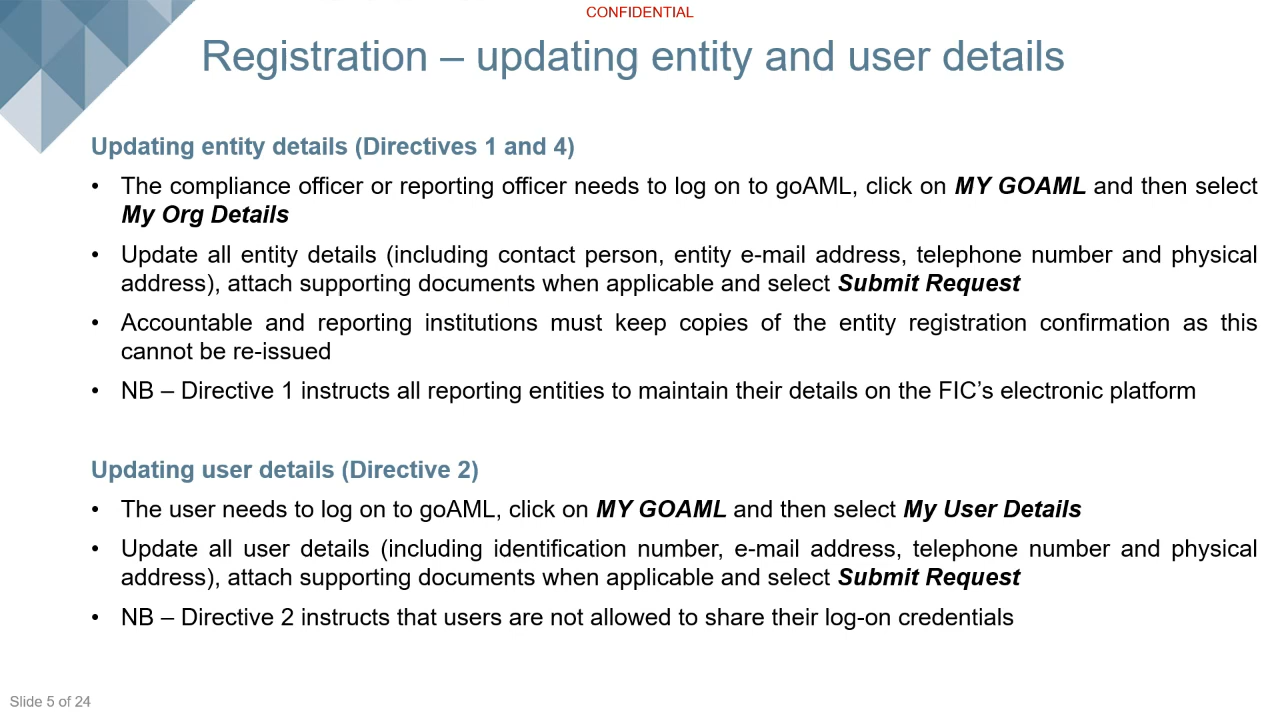 CONFIDENTIAL
Registration – updating entity and user details
Updating entity details (Directives 1 and 4)
• The compliance officer or reporting officer needs to log on to goAML, click on MY GOAML and then select
My Org Details
• Update all entity details (including contact person, entity e-mail address, telephone number and physical
address), attach supporting documents when applicable and select Submit Request
• Accountable and reporting institutions must keep copies of the entity registration confirmation as this
cannot be re-issued
• NB – Directive 1 instructs all reporting entities to maintain their details on the FIC’s electronic platform
Updating user details (Directive 2)
• The user needs to log on to goAML, click on MY GOAML and then select My User Details
• Update all user details (including identification number, e-mail address, telephone number and physical
address), attach supporting documents when applicable and select Submit Request
• NB – Directive 2 instructs that users are not allowed to share their log-on credentials
Slide 5 of 24